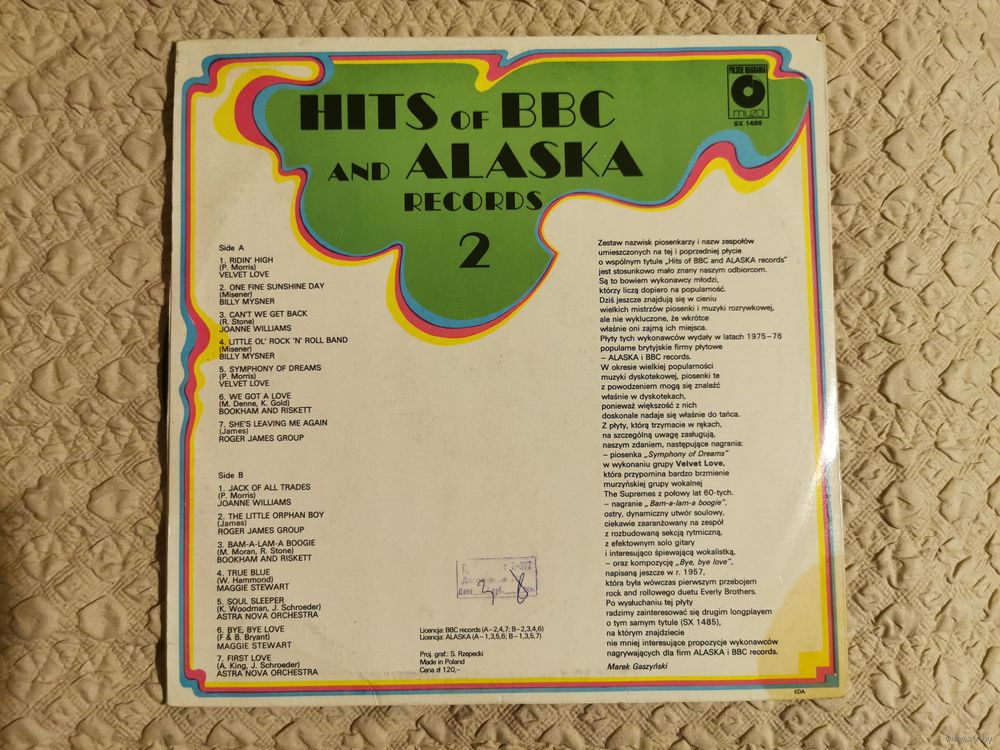 HITS OF BBC
AND ALASKA
RECORDS
2
POLSKIE NAGRANIA
muza
SX 1486
Side A
1. RIDIN' HIGH
(P. Morris)
VELVET LOVE
2. ONE FINE SUNSHINE DAY
(Misener)
BILLY MYSNER
3. CAN'T WE GET BACK
(R. Stone)
JOANNE WILLIAMS
4. LITTLE OL' ROCK 'N' ROLL BAND
(Misener)
BILLY MYSNER
5. SYMPHONY OF DREAMS
(P. Morris)
VELVET LOVE
6. WE GOT A LOVE
(M. Denne, K. Gold)
BOOKHAM AND RISKETT
7. SHE'S LEAVING ME AGAIN
(James)
ROGER JAMES GROUP
Side B
1. JACK OF ALL TRADES
(P. Morris)
JOANNE WILLIAMS
2. THE LITTLE ORPHAN BOY
(James)
ROGER JAMES GROUP
3. BAM-A-LAM-A BOOGIE
(M. Moran, R. Stone)
BOOKHAM AND RISKETT
4. TRUE BLUE
(W. Hammond)
MAGGIE STEWART
5. SOUL SLEEPER
(K. Woodman, J. Schroeder)
ASTRA NOVA ORCHESTRA
6. BYE, BYE LOVE
(F & B. Bryant)
MAGGIE STEWART
7. FIRST LOVE
(A. King, J. Schroeder)
ASTRA NOVA ORCHESTRA
Licencja: BBC records (A–2,4,7; B–2,3,4,6)
Licencja: ALASKA (A–1,3,5,6; B–1,3,5,7)
Proj. graf.: S. Rzepecki
Made in Poland
Cena zł 120,–
Zestaw nazwisk piosenkarzy i nazw zespołów
umieszczonych na tej i poprzedniej płycie
o wspólnym tytule „Hits of BBC and ALASKA records”
jest stosunkowo mało znany naszym odbiorcom.
Są to bowiem wykonawcy młodzi,
którzy liczą dopiero na popularność.
Dziś jeszcze znajdują się w cieniu
wielkich mistrzów piosenki i muzyki rozrywkowej,
ale nie wykluczone, że wkrótce
właśnie oni zajmą ich miejsca.
Płyty tych wykonawców wydały w latach 1975–76
popularne brytyjskie firmy płytowe
– ALASKA i BBC records.
W okresie wielkiej popularności
muzyki dyskotekowej, piosenki te
z powodzeniem mogą się znaleźć
właśnie w dyskotekach,
ponieważ większość z nich
doskonale nadaje się właśnie do tańca.
Z płyty, którą trzymacie w rękach,
na szczególną uwagę zasługują,
naszym zdaniem, następujące nagrania:
– piosenka „Symphony of Dreams”
w wykonaniu grupy Velvet Love,
która przypomina bardzo brzmienie
murzyńskiej grupy wokalnej
The Supremes z połowy lat 60-tych.
– nagranie „Bam-a-lam-a boogie”,
ostry, dynamiczny utwór soulowy,
ciekawie zaaranżowany na zespół
z rozbudowaną sekcją rytmiczną,
z efektownym solo gitary
i interesująco śpiewającą wokalistką,
– oraz kompozycję „Bye, bye love”,
napisaną jeszcze w r. 1957,
która była wówczas pierwszym przebojem
rock and rollowego duetu Everly Brothers.
Po wysłuchaniu tej płyty
radzimy zainteresować się drugim longplayem
o tym samym tytule (SX 1485),
na którym znajdziecie
nie mniej interesujące propozycje wykonawców
nagrywających dla firm ALASKA i BBC records.
Marek Gaszyński
EDA